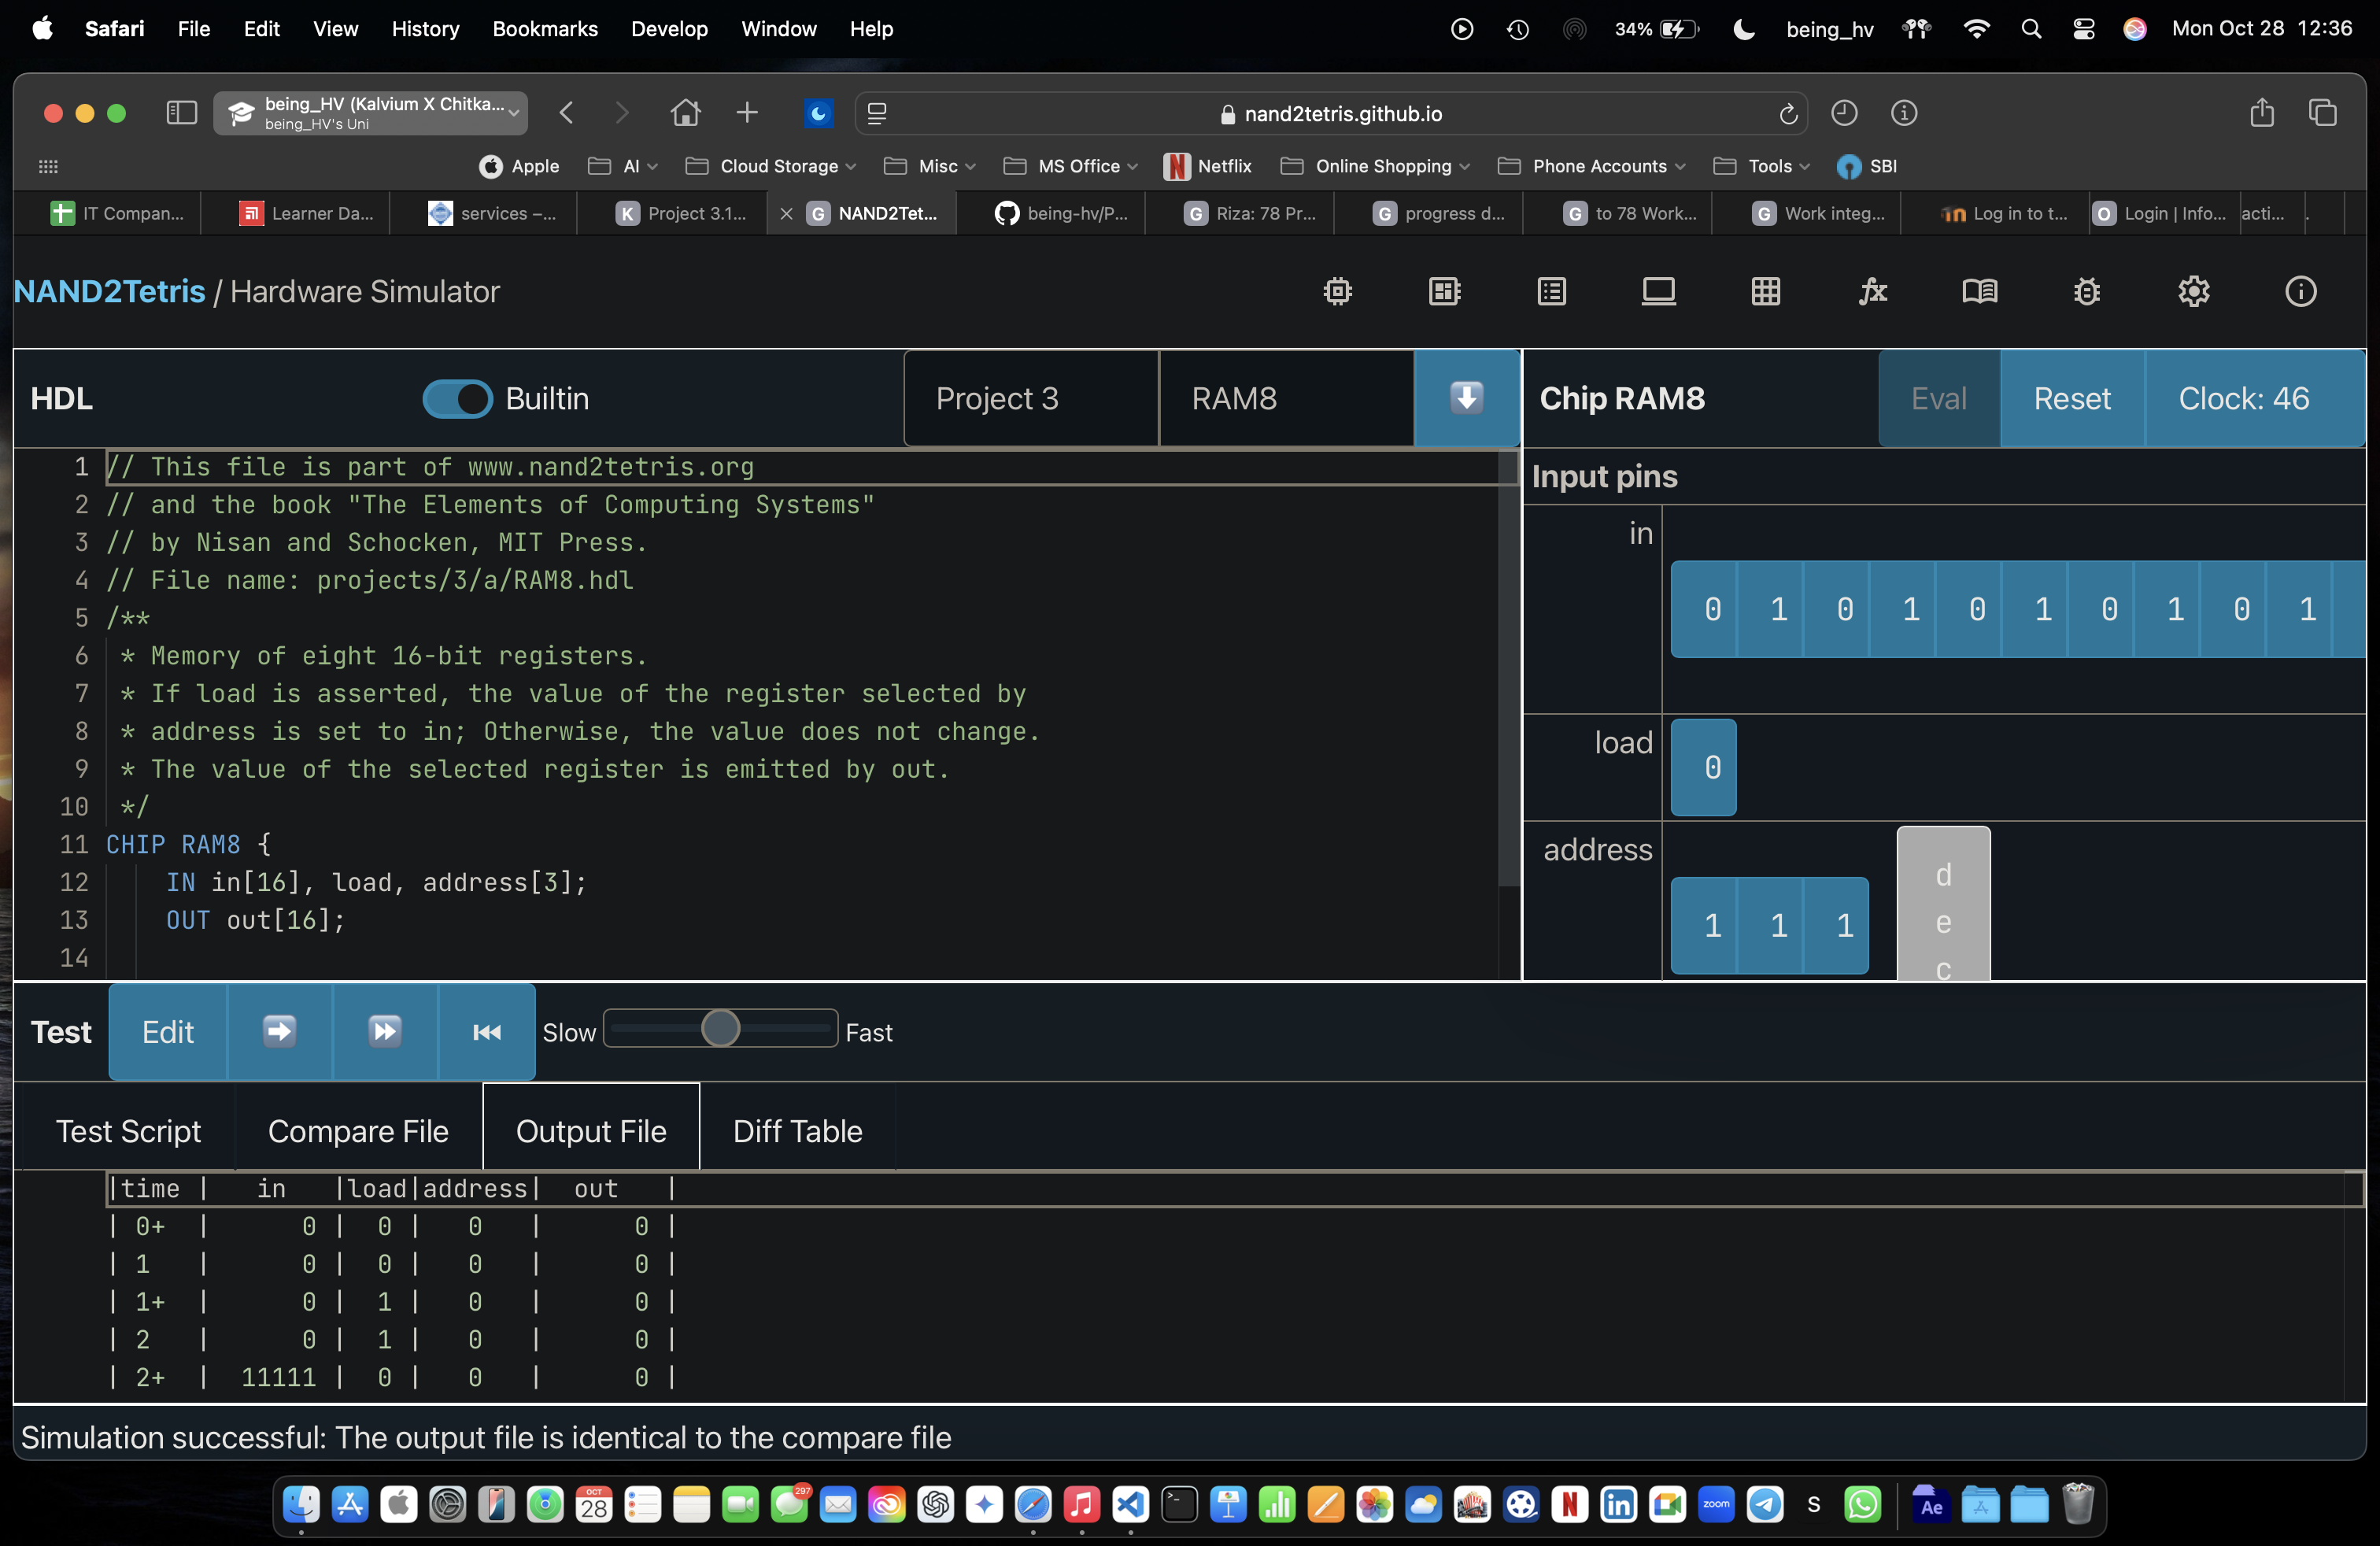 Safari File Edit View History Bookmarks Develop Window Help 34% being_hv Mon Oct 28 12:36
being_HV (Kalvium X Chitka...
being_HV's Uni
nand2tetris.github.io
Apple AI Cloud Storage Misc MS Office Netflix Online Shopping Phone Accounts Tools SBI
IT Compan... Learner Da... services –... Project 3.1... NAND2Tet... being-hv/P... Riza: 78 Pr... progress d... to 78 Work... Work integ... Log in to t... Login | Info... acti... .
NAND2Tetris / Hardware Simulator
HDL Builtin Project 3 RAM8
Chip RAM8 Eval Reset Clock: 46
1 // This file is part of www.nand2tetris.org
2 // and the book "The Elements of Computing Systems"
3 // by Nisan and Schocken, MIT Press.
4 // File name: projects/3/a/RAM8.hdl
5 /**
6 * Memory of eight 16-bit registers.
7 * If load is asserted, the value of the register selected by
8 * address is set to in; Otherwise, the value does not change.
9 * The value of the selected register is emitted by out.
10 */
11 CHIP RAM8 {
12 IN in[16], load, address[3];
13 OUT out[16];
14
Input pins
in
0 1 0 1 0 1 0 1 0 1
load
0
address
1 1 1
d
e
c
Test Edit Slow Fast
Test Script Compare File Output File Diff Table
|time | in |load|address| out |
| 0+ | 0 | 0 | 0 | 0 |
| 1 | 0 | 0 | 0 | 0 |
| 1+ | 0 | 1 | 0 | 0 |
| 2 | 0 | 1 | 0 | 0 |
| 2+ | 11111 | 0 | 0 | 0 |
Simulation successful: The output file is identical to the compare file
OCT
28
297
N
in
zoom
S
Ae